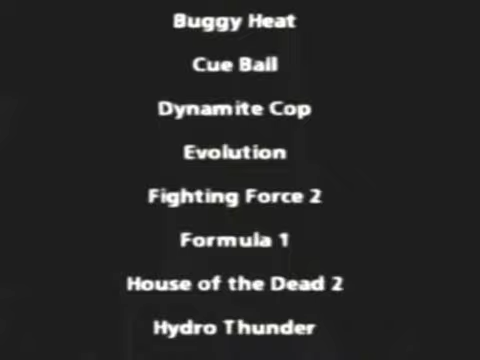 Buggy Heat
Cue Ball
Dynamite Cop
Evolution
Fighting Force 2
Formula 1
House of the Dead 2
Hydro Thunder